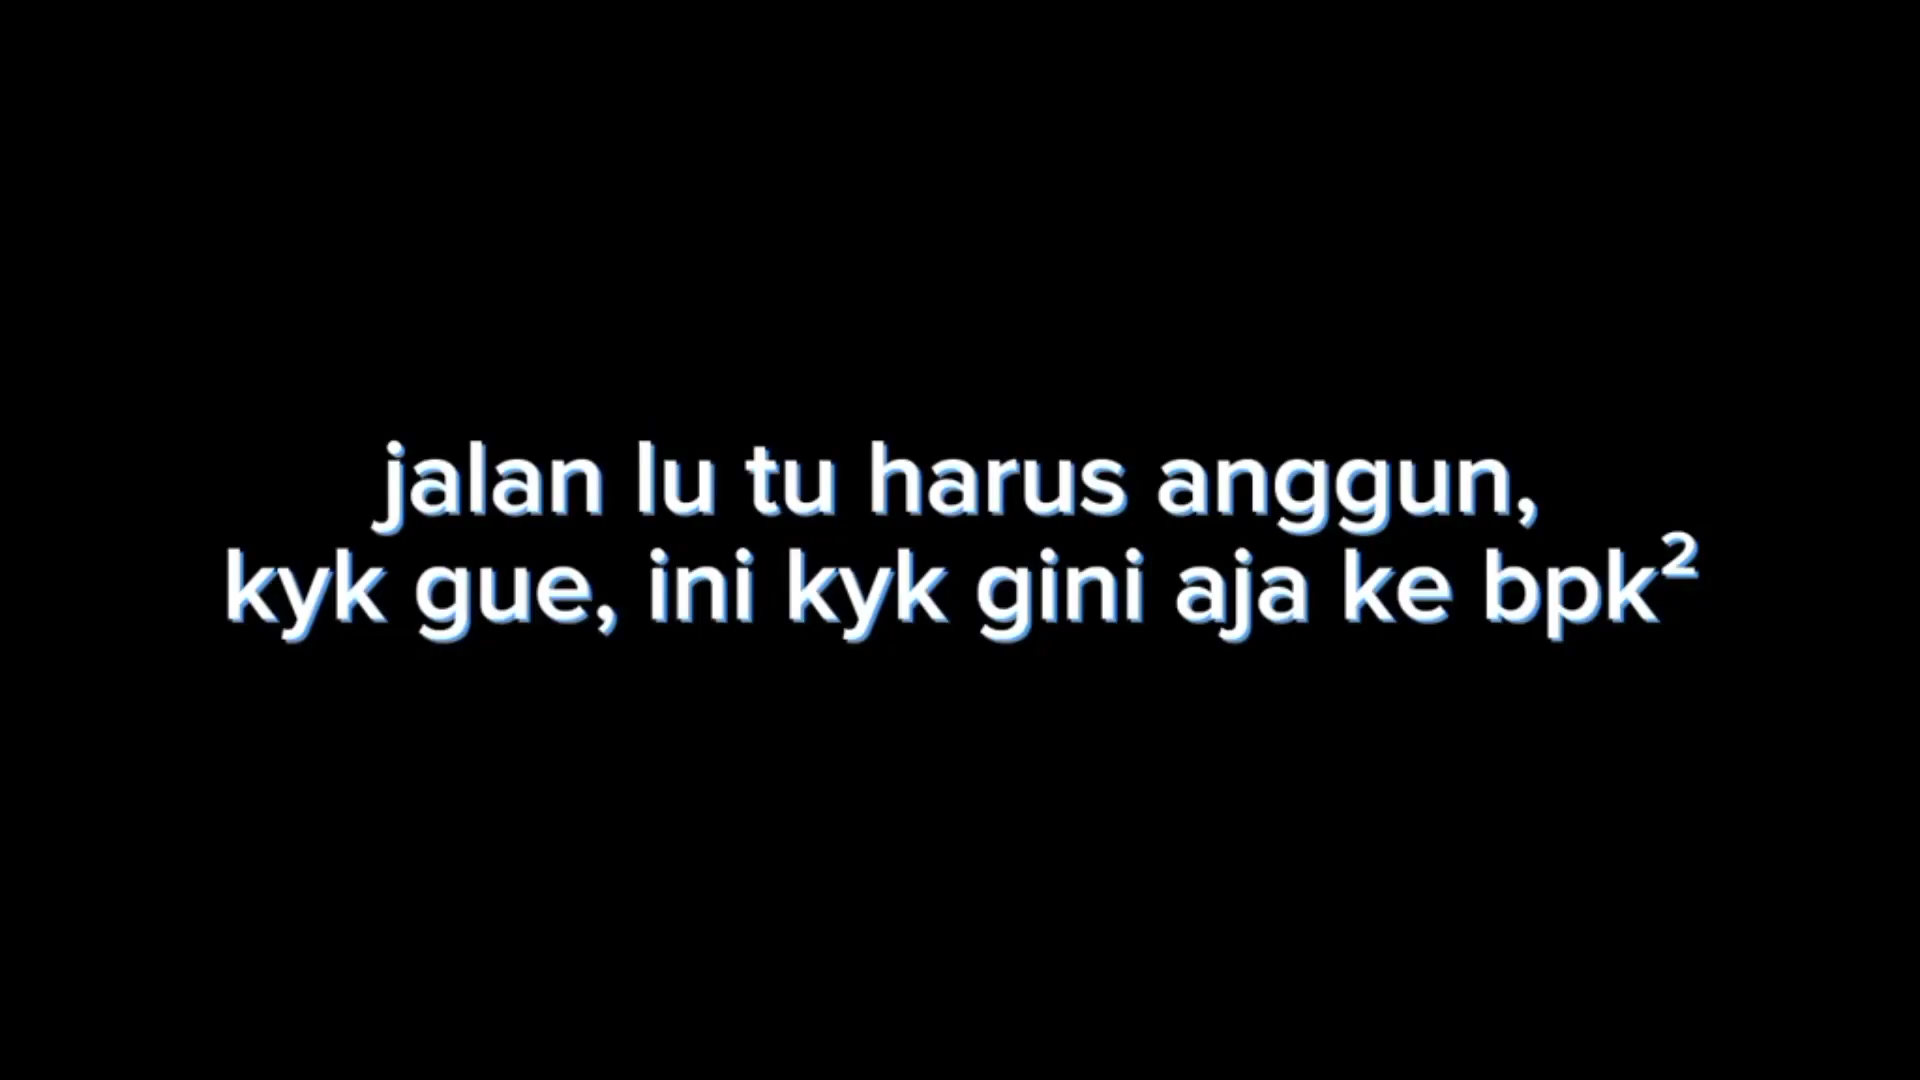 jalan lu tu harus anggun,
kyk gue, ini kyk gini aja ke bpk²